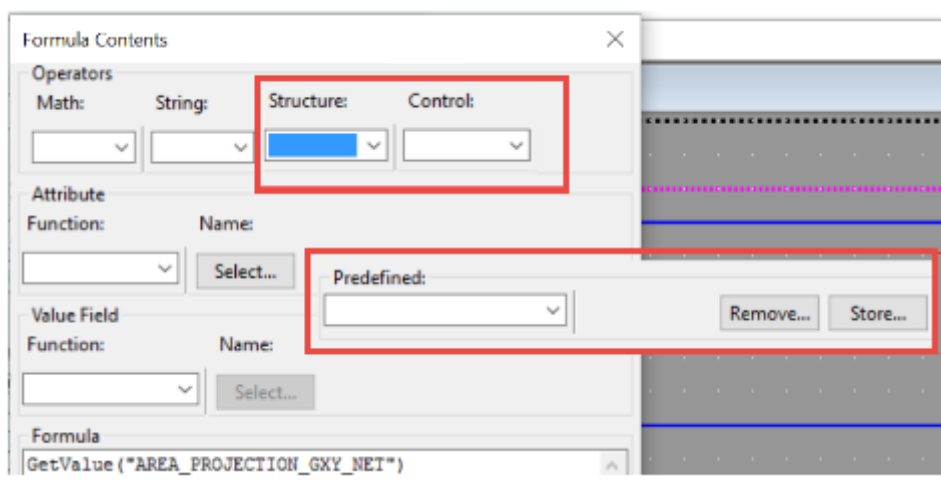 Formula Contents
Operators
Math: String: Structure: Control:
Attribute
Function: Name:
Select...
Predefined:
Remove... Store...
Value Field
Function: Name:
Select...
Formula
GetValue("AREA_PROJECTION_GXY_NET")